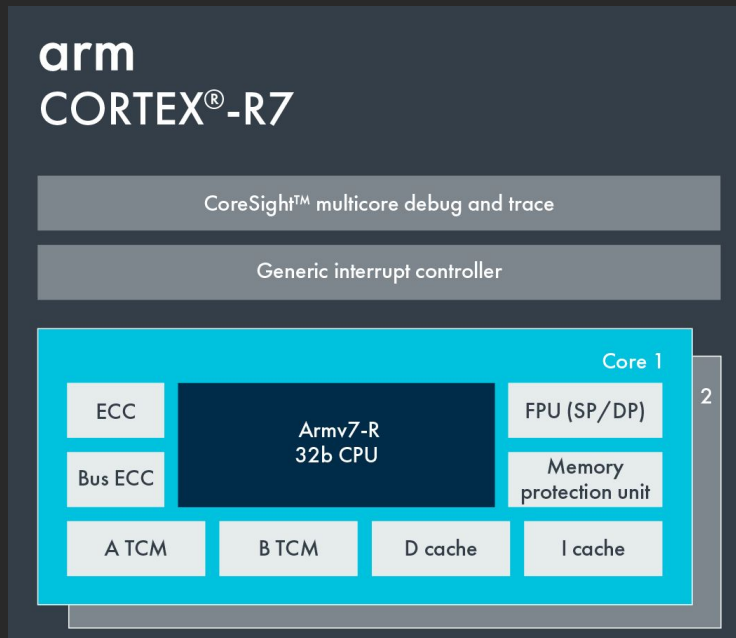 arm
CORTEX®-R7
CoreSight™ multicore debug and trace
Generic interrupt controller
Core 1
2
ECC
Armv7-R
32b CPU
FPU (SP/DP)
Bus ECC
Memory
protection unit
A TCM
B TCM
D cache
I cache